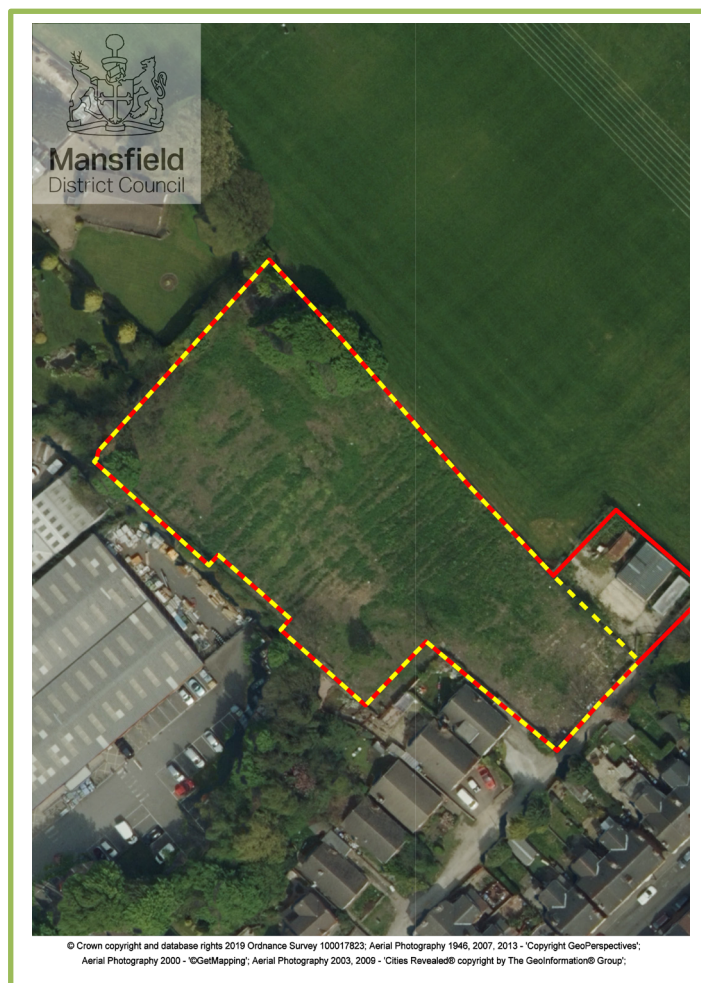 Mansfield
District Council
© Crown copyright and database rights 2019 Ordnance Survey 100017823; Aerial Photography 1946, 2007, 2013 - 'Copyright GeoPerspectives';
Aerial Photography 2000 - '©GetMapping'; Aerial Photography 2003, 2009 - 'Cities Revealed® copyright by The GeoInformation® Group';